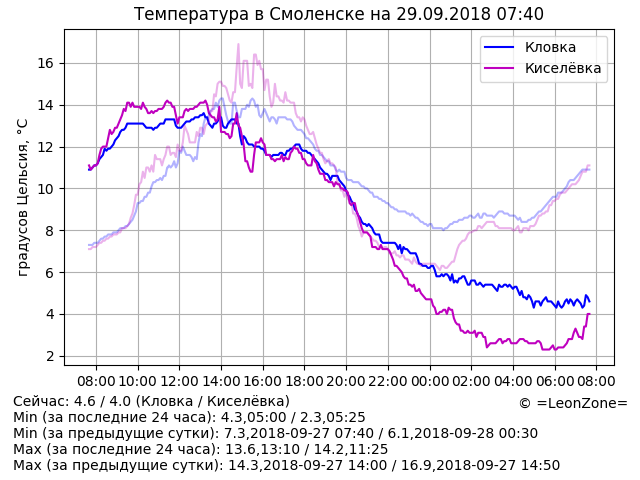 Температура в Смоленске на 29.09.2018 07:40
Кловка
Киселёвка
градусов Цельсия, °C
16
14
12
10
8
6
4
2
08:00 10:00 12:00 14:00 16:00 18:00 20:00 22:00 00:00 02:00 04:00 06:00 08:00
Сейчас: 4.6 / 4.0 (Кловка / Киселёвка)
© =LeonZone=
Min (за последние 24 часа): 4.3,05:00 / 2.3,05:25
Min (за предыдущие сутки): 7.3,2018-09-27 07:40 / 6.1,2018-09-28 00:30
Max (за последние 24 часа): 13.6,13:10 / 14.2,11:25
Max (за предыдущие сутки): 14.3,2018-09-27 14:00 / 16.9,2018-09-27 14:50